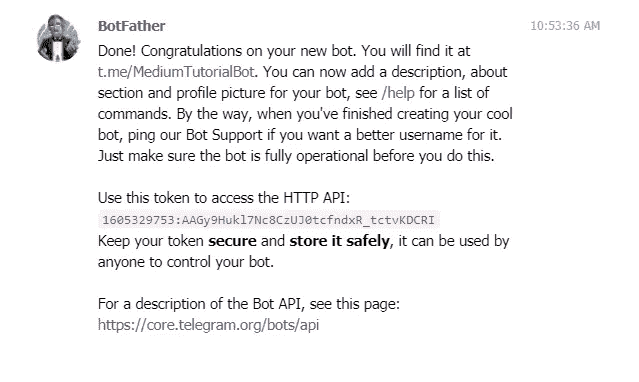 BotFather 10:53:36 AM
Done! Congratulations on your new bot. You will find it at
t.me/MediumTutorialBot. You can now add a description, about
section and profile picture for your bot, see /help for a list of
commands. By the way, when you've finished creating your cool
bot, ping our Bot Support if you want a better username for it.
Just make sure the bot is fully operational before you do this.
Use this token to access the HTTP API:
1605329753:AAGy9Hukl7Nc8CzUJ0tcfndxR_tctvKDCRI
Keep your token secure and store it safely, it can be used by
anyone to control your bot.
For a description of the Bot API, see this page:
https://core.telegram.org/bots/api